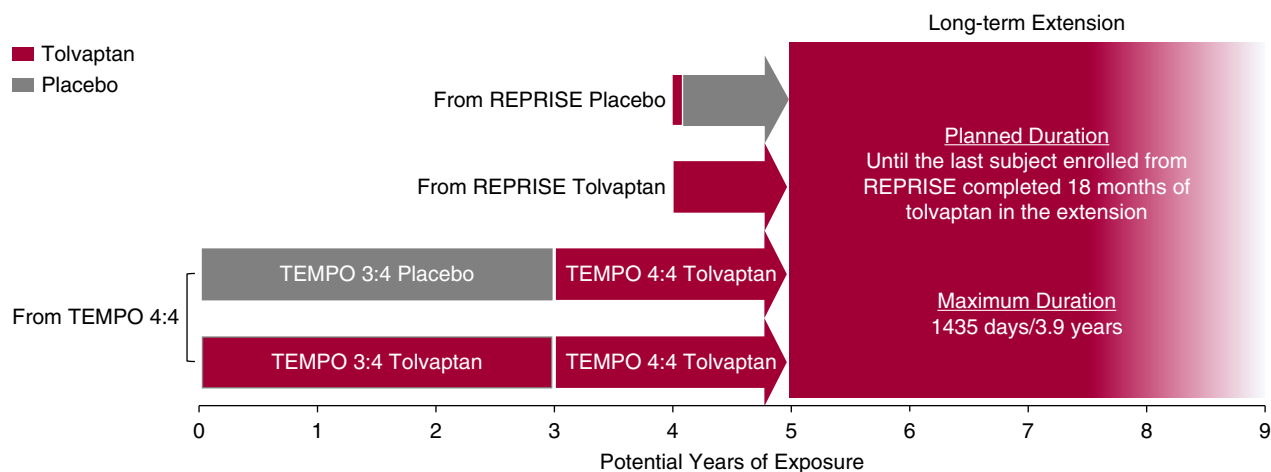 Long-term Extension
Tolvaptan
Placebo
From REPRISE Placebo
From REPRISE Tolvaptan
From TEMPO 4:4
TEMPO 3:4 Placebo
TEMPO 4:4 Tolvaptan
TEMPO 3:4 Tolvaptan
TEMPO 4:4 Tolvaptan
Planned Duration
Until the last subject enrolled from
REPRISE completed 18 months of
tolvaptan in the extension
Maximum Duration
1435 days/3.9 years
0 1 2 3 4 5 6 7 8 9
Potential Years of Exposure